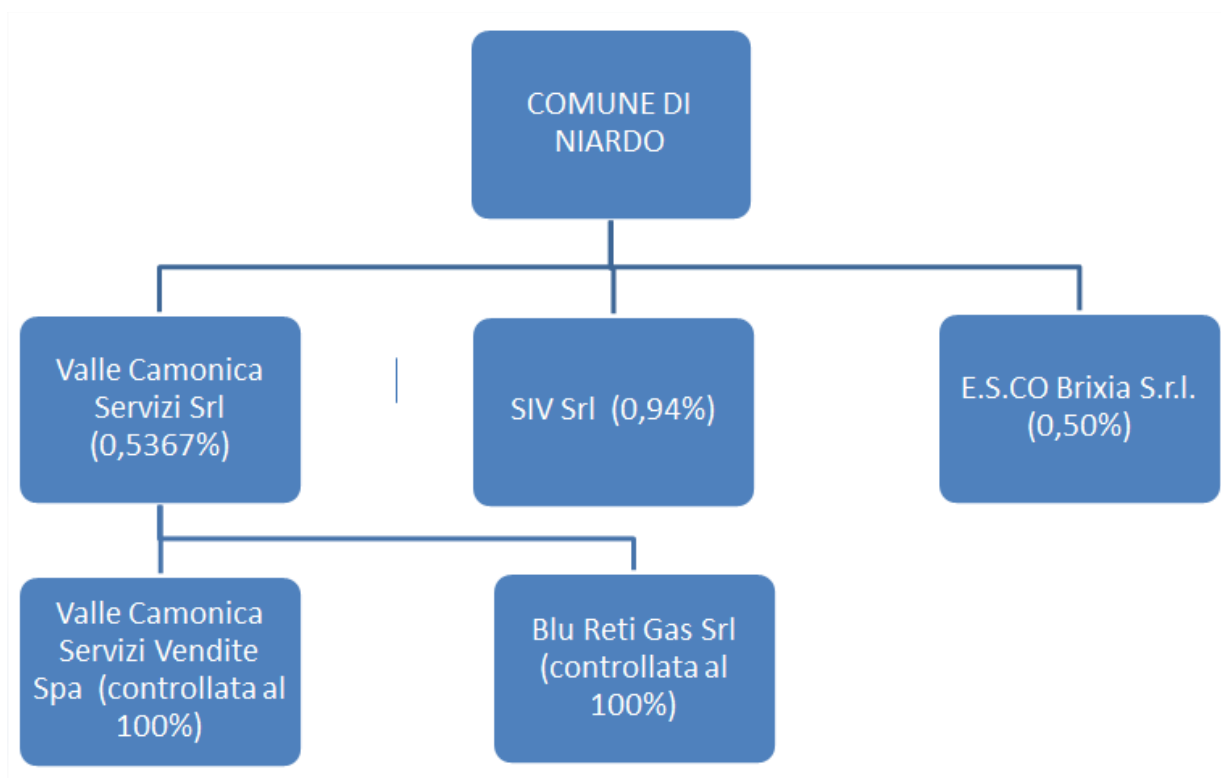 COMUNE DI
NIARDO
Valle Camonica
Servizi Srl
(0,5367%)
SIV Srl (0,94%)
E.S.CO Brixia S.r.l.
(0,50%)
Valle Camonica
Servizi Vendite
Spa (controllata al
100%)
Blu Reti Gas Srl
(controllata al
100%)